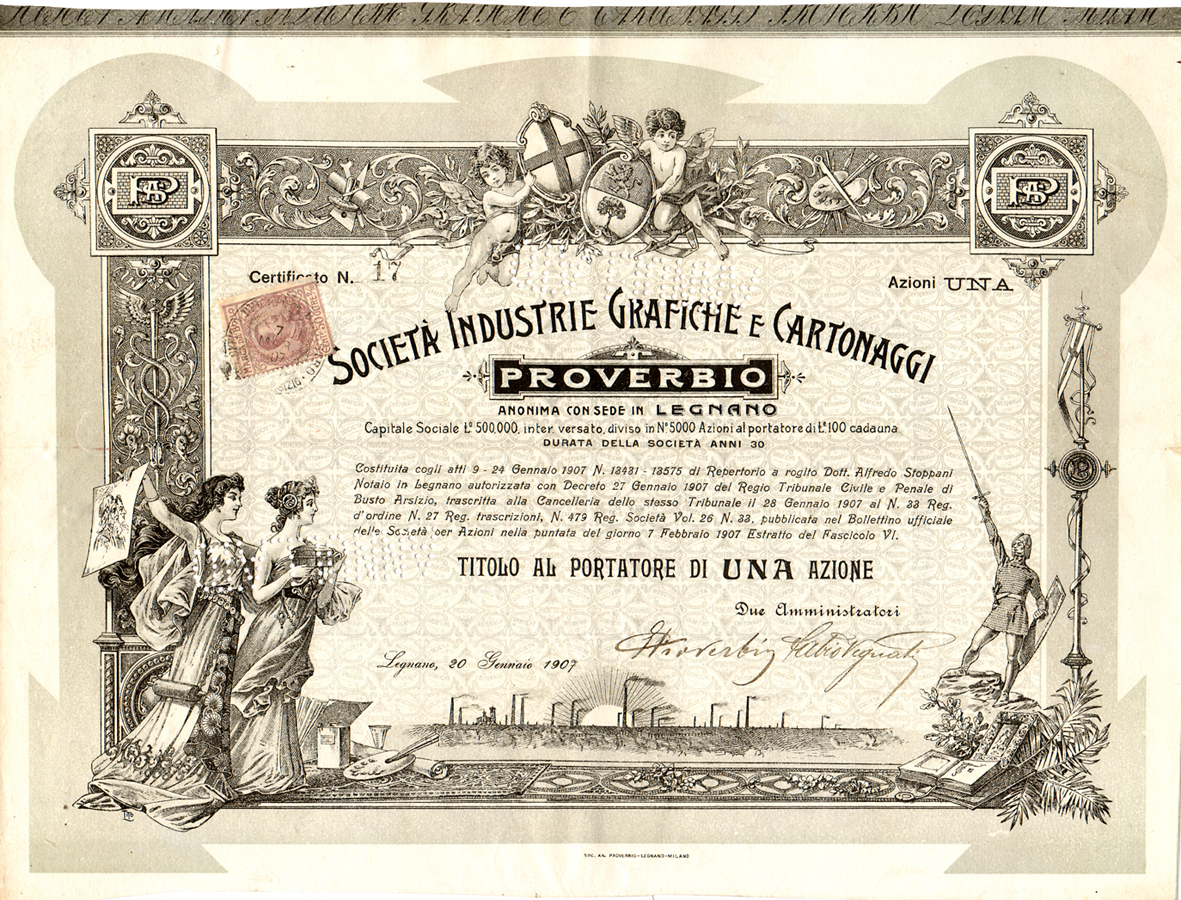 Certificato N. 17
Azioni UNA
SOCIETÀ INDUSTRIE GRAFICHE E CARTONAGGI
PROVERBIO
ANONIMA CON SEDE IN LEGNANO
Capitale Sociale L.º 500,000, inter. versato, diviso in Nº 5000 Azioni al portatore di L.º 100 cadauna
DURATA DELLA SOCIETÀ ANNI 30
Costituita cogli atti 9 - 24 Gennaio 1907 N. 13431 - 13575 di Repertorio a rogito Dott. Alfredo Stoppani
Notaio in Legnano autorizzata con Decreto 27 Gennaio 1907 del Regio Tribunale Civile e Penale di
Busto Arsizio, trascritta alla Cancelleria dello stesso Tribunale il 28 Gennaio 1907 al N. 33 Reg.
d'ordine N. 27 Reg. trascrizioni, N. 479 Reg. Società Vol. 26 N. 33, pubblicata nel Bollettino ufficiale
delle Società per Azioni nella puntata del giorno 7 Febbraio 1907 Estratto del Fascicolo VI.
TITOLO AL PORTATORE DI UNA AZIONE
Due Amministratori
Legnano, 20 Gennaio 1907
SOC. AN. PROVERBIO - LEGNANO - MILANO